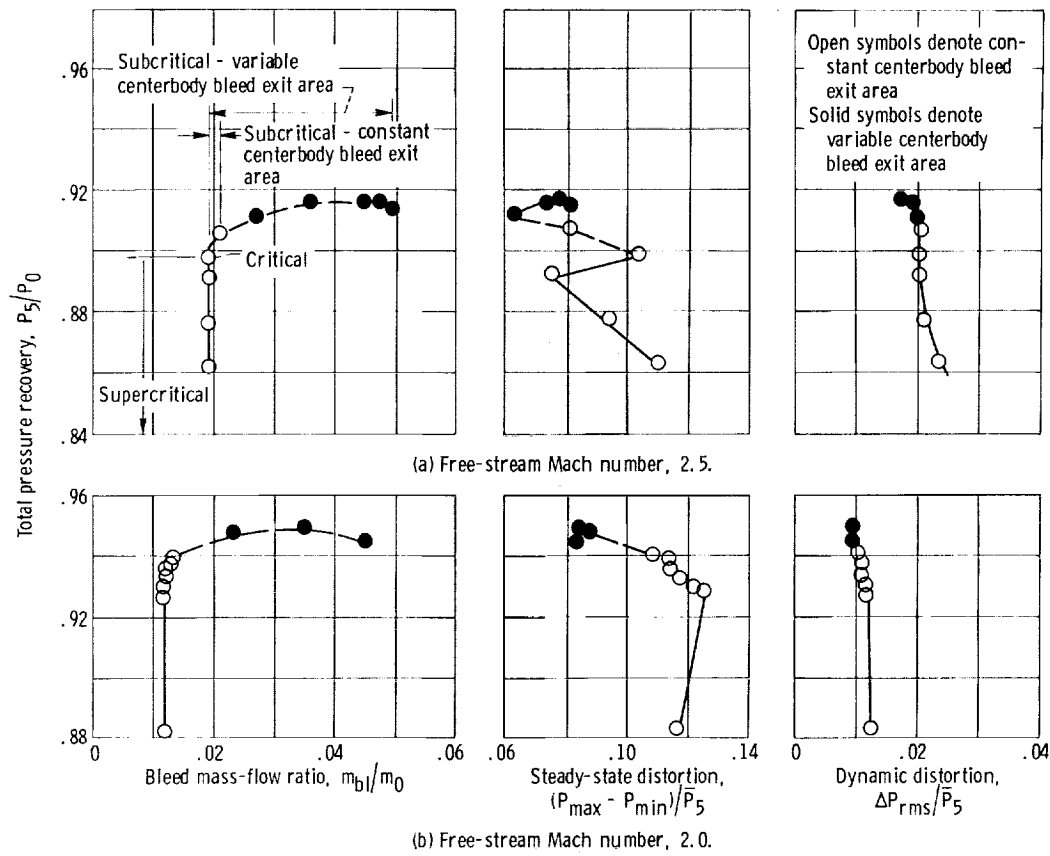 Total pressure recovery, P5/P0
.96
.92
.88
.84
Subcritical - variable
centerbody bleed exit area
Subcritical - constant
centerbody bleed exit
area
Critical
Supercritical
Open symbols denote con-
stant centerbody bleed
exit area
Solid symbols denote
variable centerbody
bleed exit area
(a) Free-stream Mach number, 2.5.
.96
.92
.88
0 .02 .04 .06
Bleed mass-flow ratio, mbl/m0
.06 .10 .14
Steady-state distortion,
(Pmax - Pmin)/P̅5
0 .02 .04
Dynamic distortion,
ΔPrms/P̅5
(b) Free-stream Mach number, 2.0.